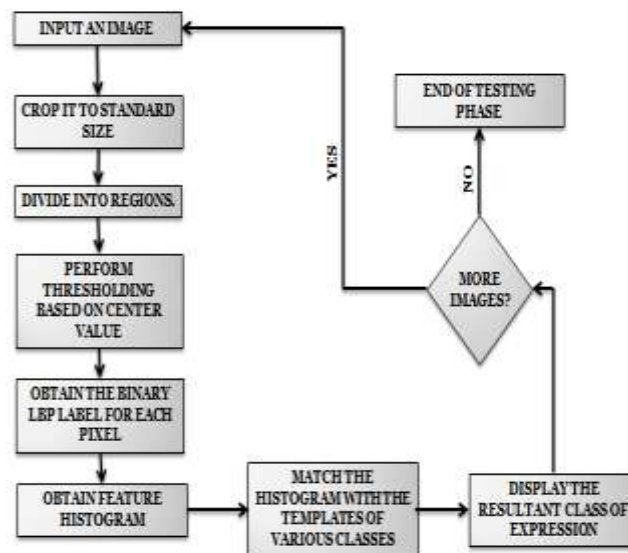 INPUT AN IMAGE
CROP IT TO STANDARD
SIZE
DIVIDE INTO REGIONS.
PERFORM
THRESHOLDING
BASED ON CENTER
VALUE
OBTAIN THE BINARY
LBP LABEL FOR EACH
PIXEL
OBTAIN FEATURE
HISTOGRAM
MATCH THE
HISTOGRAM WITH THE
TEMPLATES OF
VARIOUS CLASSES
DISPLAY THE
RESULTANT CLASS OF
EXPRESSION
MORE
IMAGES?
YES
NO
END OF TESTING
PHASE